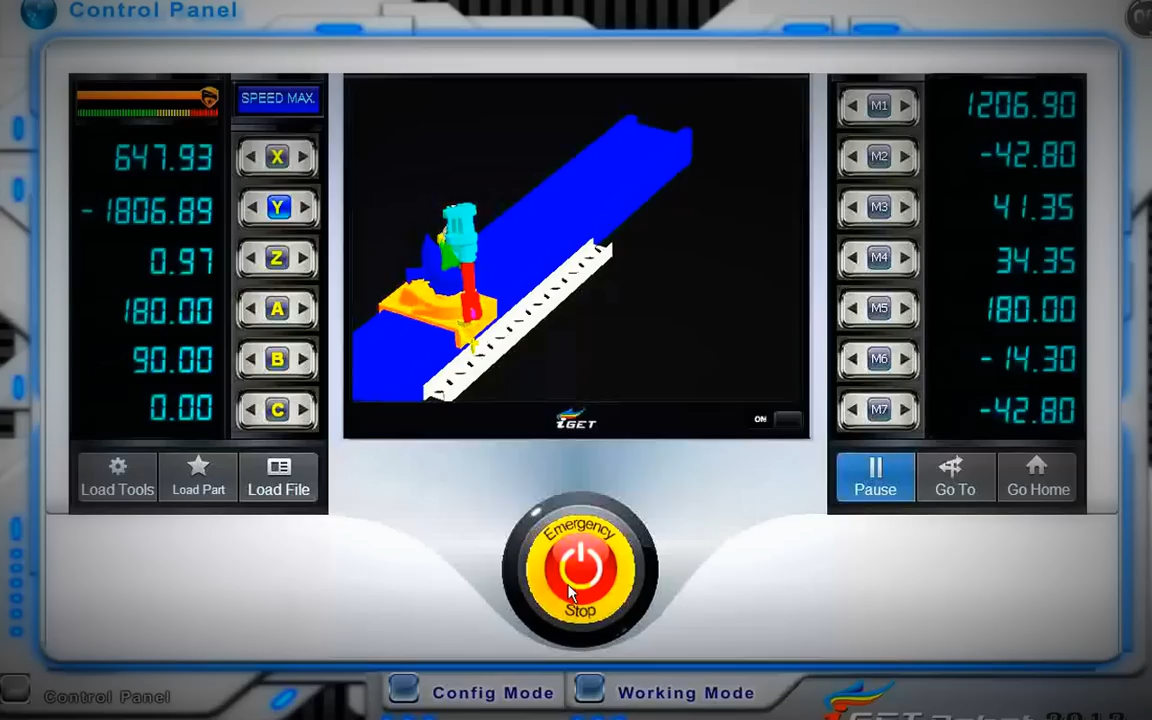 Control Panel
SPEED MAX.
647.93 X
-1806.89 Y
0.97 Z
180.00 A
90.00 B
0.00 C
Load Tools Load Part Load File
iGET
ON
M1 1206.90
M2 -42.80
M3 41.35
M4 34.35
M5 180.00
M6 -14.30
M7 -42.80
Pause Go To Go Home
Emergency
Stop
Control Panel
Config Mode
Working Mode